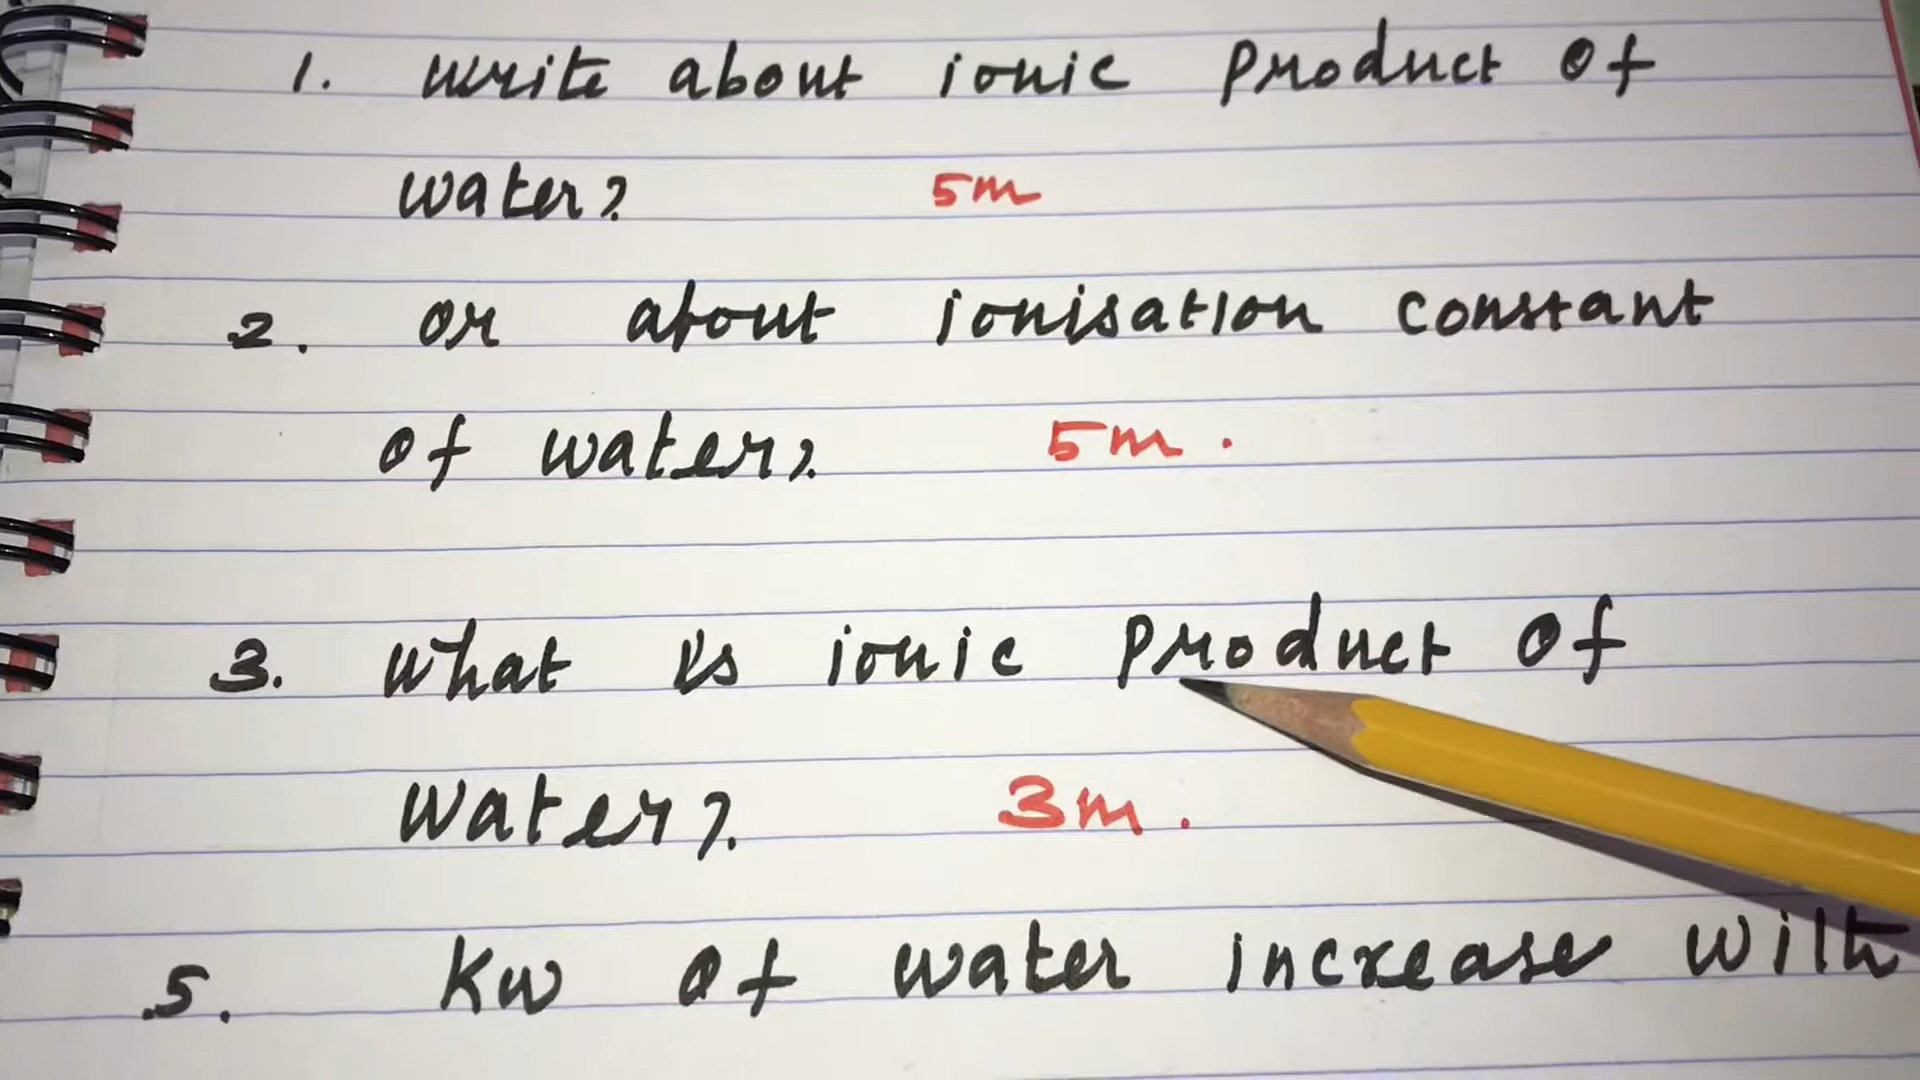 1. write about ionic product of
water? 5m
2. or about ionisation constant
of water? 5m.
3. what is ionic product of
water?. 3m.
5. Kw of water increase with